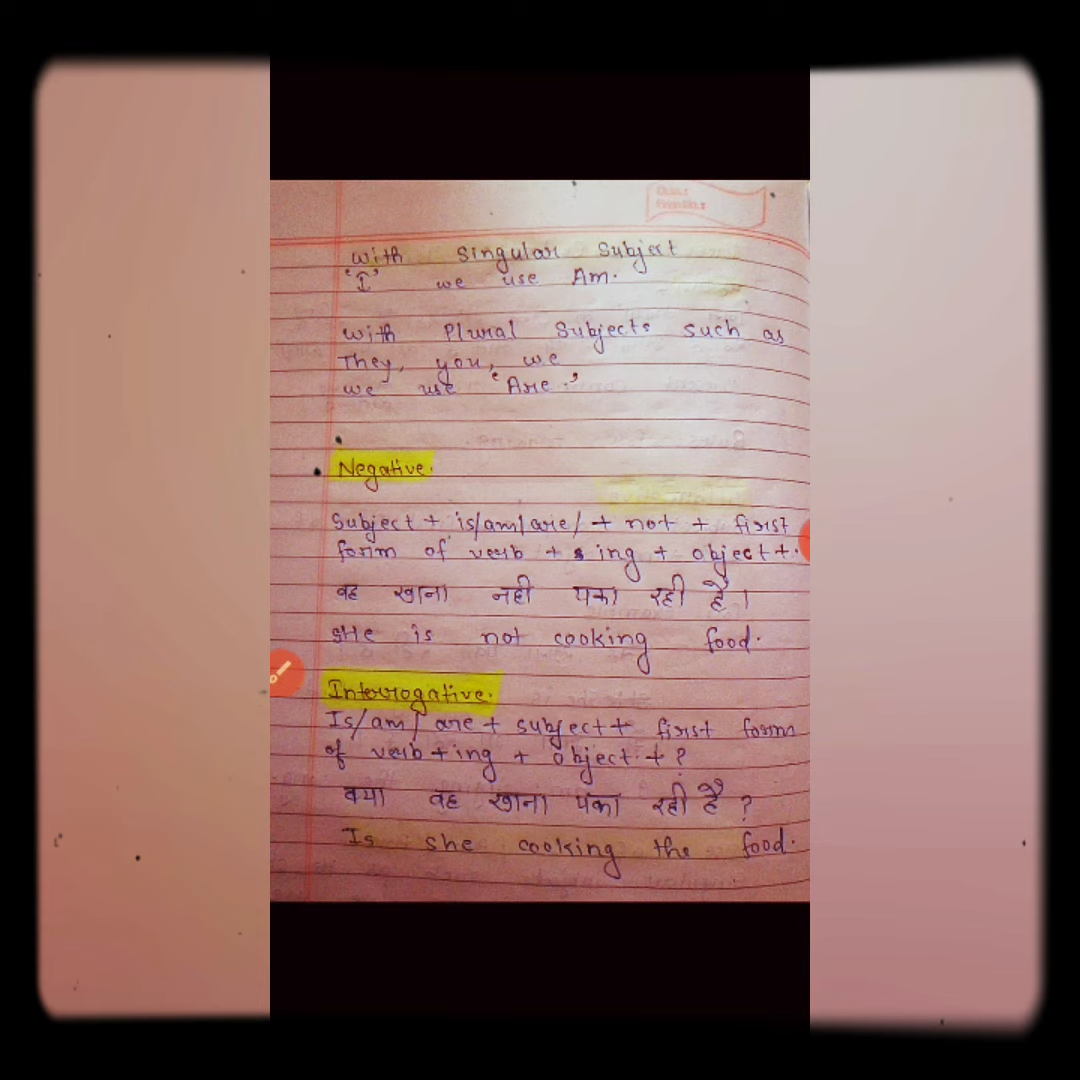 With Singular Subject
'I' we use Am.
With Plural Subjects such as
They, you, we
we use 'Are.'
Negative.
Subject + is/am/are/ + not + first
form of verb + ing + object + .
वह खाना नही पका रही है ।
SHe is not cooking food.
Interrogative.
Is/am/ are + subject + first form
of verb + ing + object. + ?
क्या वह खाना पका रही है ?
Is she cooking the food.